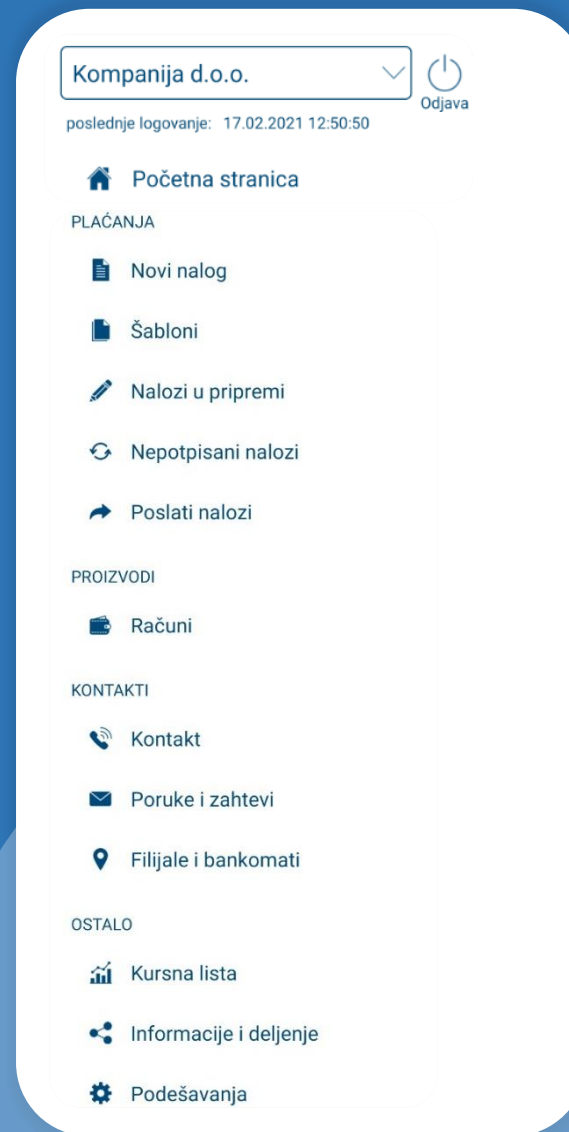 Kompanija d.o.o.
Odjava
poslednje logovanje: 17.02.2021 12:50:50
Početna stranica
PLAĆANJA
Novi nalog
Šabloni
Nalozi u pripremi
Nepotpisani nalozi
Poslati nalozi
PROIZVODI
Računi
KONTAKTI
Kontakt
Poruke i zahtevi
Filijale i bankomati
OSTALO
Kursna lista
Informacije i deljenje
Podešavanja